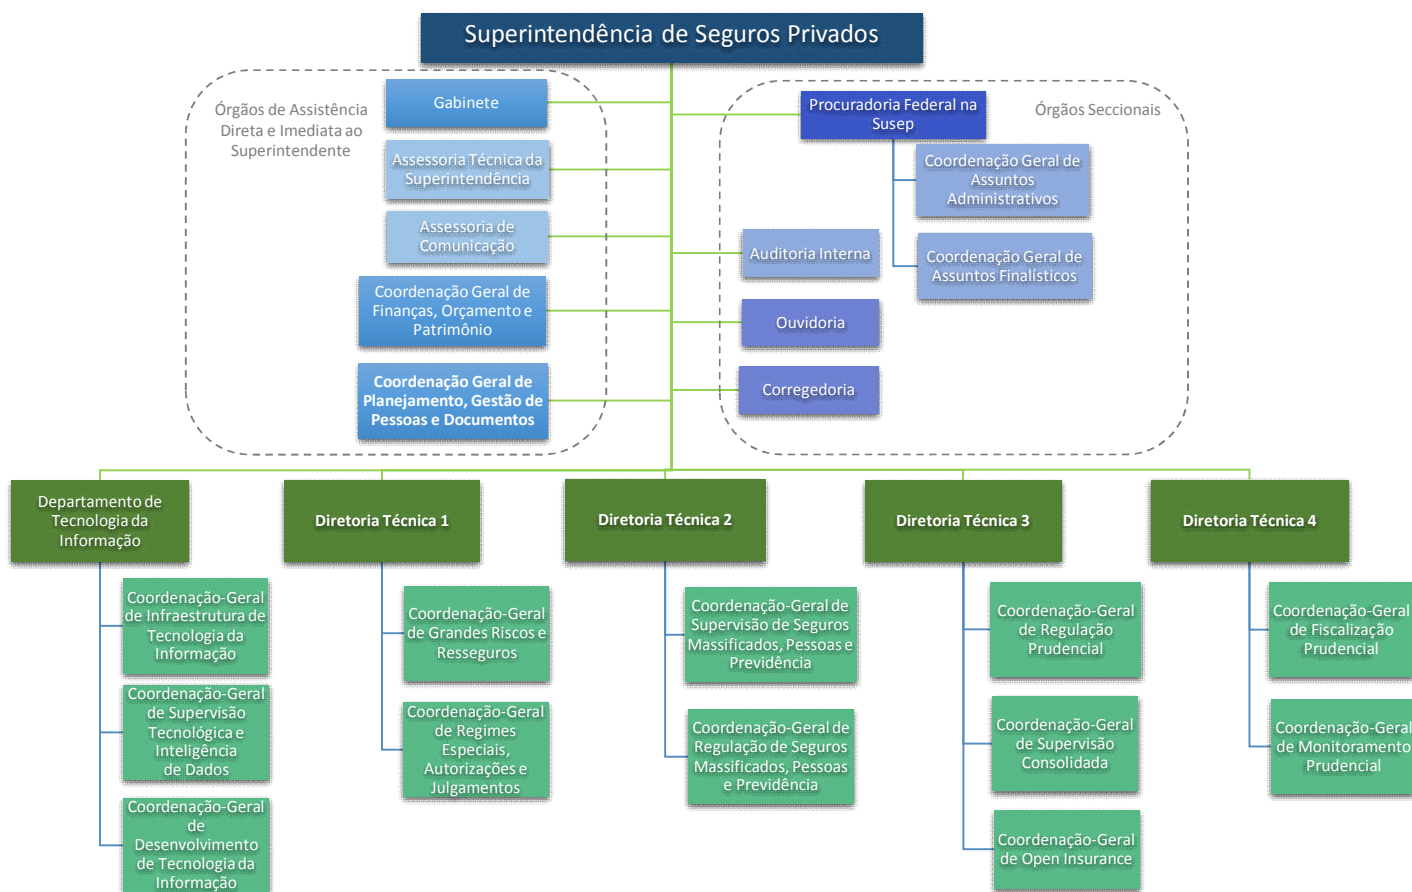 Superintendência de Seguros Privados
Órgãos de Assistência
Direta e Imediata ao
Superintendente
Gabinete
Assessoria Técnica da
Superintendência
Assessoria de
Comunicação
Coordenação Geral de
Finanças, Orçamento e
Patrimônio
Coordenação Geral de
Planejamento, Gestão de
Pessoas e Documentos
Procuradoria Federal na
Susep
Órgãos Seccionais
Coordenação Geral de
Assuntos
Administrativos
Coordenação Geral de
Assuntos Finalísticos
Auditoria Interna
Ouvidoria
Corregedoria
Departamento de
Tecnologia da
Informação
Coordenação-Geral
de Infraestrutura de
Tecnologia da
Informação
Coordenação-Geral
de Supervisão
Tecnológica e
Inteligência
de Dados
Coordenação-Geral
de
Desenvolvimento
de Tecnologia da
Informação
Diretoria Técnica 1
Coordenação-Geral
de Grandes Riscos e
Resseguros
Coordenação-Geral
de Regimes
Especiais,
Autorizações e
Julgamentos
Diretoria Técnica 2
Coordenação-Geral de
Supervisão de Seguros
Massificados, Pessoas e
Previdência
Coordenação-Geral de
Regulação de Seguros
Massificados, Pessoas
e Previdência
Diretoria Técnica 3
Coordenação-Geral
de Regulação
Prudencial
Coordenação-Geral
de Supervisão
Consolidada
Coordenação-Geral
de Open Insurance
Diretoria Técnica 4
Coordenação-Geral
de Fiscalização
Prudencial
Coordenação-Geral
de Monitoramento
Prudencial